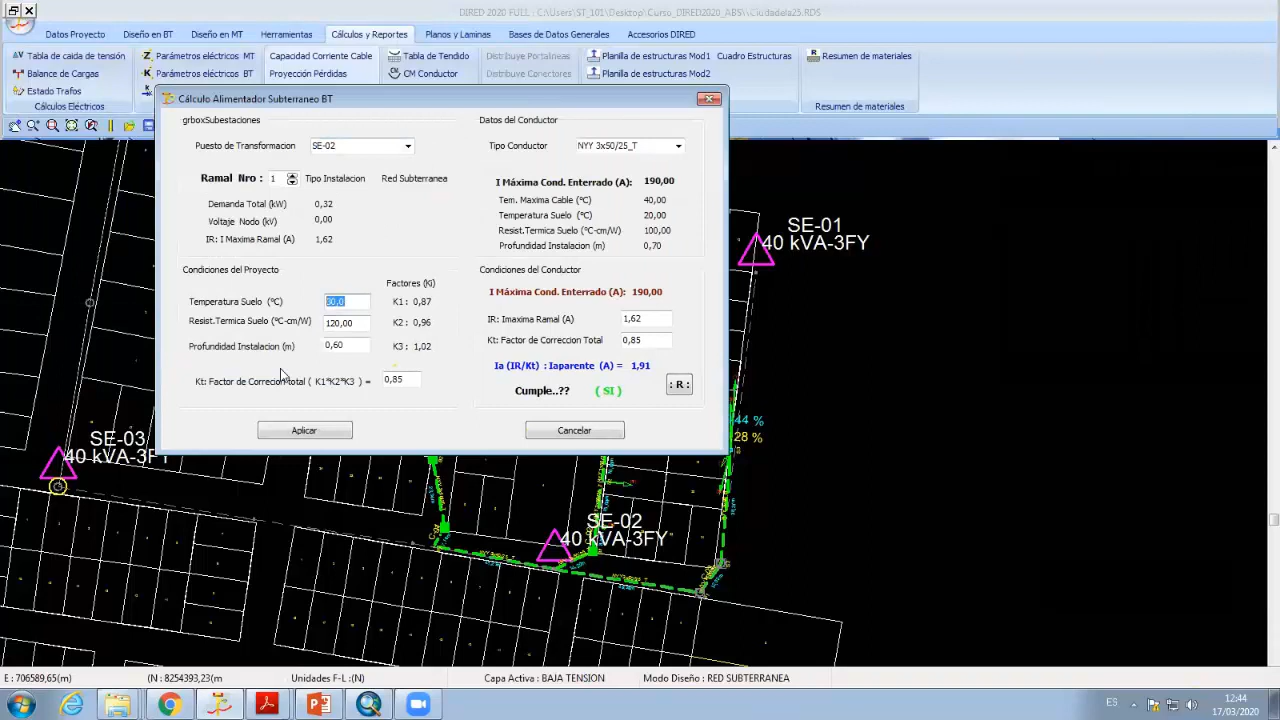 DIRED 2020 FULL : C:\Users\ST_101\Desktop\Curso_DIRED2020_ABS\\Ciudadela25.RDS
Datos Proyecto Diseño en BT Diseño en MT Herramientas Cálculos y Reportes Planos y Laminas Bases de Datos Generales Accesorios DIRED
Tabla de caida de tensión Parámetros eléctricos MT Capacidad Corriente Cable Tabla de Tendido Distribuye Portalineas Planilla de estructuras Mod1 Cuadro Estructuras Resumen de materiales
Balance de Cargas Parámetros eléctricos BT Proyección Pérdidas CM Conductor Distribuye Conectores Planilla de estructuras Mod2
Estado Trafos
Cálculos Eléctricos Resumen de materiales
Cálculo Alimentador Subterraneo BT
grboxSubestaciones
Puesto de Transformacion SE-02
Ramal Nro : 1 Tipo Instalacion Red Subterranea
Demanda Total (kW) 0,32
Voltaje Nodo (kV) 0,00
IR: I Maxima Ramal (A) 1,62
Datos del Conductor
Tipo Conductor NYY 3x50/25_T
I Máxima Cond. Enterrado (A): 190,00
Tem. Maxima Cable (°C) 40,00
Temperatura Suelo (°C) 20,00
Resist.Termica Suelo (°C-cm/W) 100,00
Profundidad Instalacion (m) 0,70
Condiciones del Proyecto
Factores (Ki)
Temperatura Suelo (°C) 30,0 K1 : 0,87
Resist.Termica Suelo (°C-cm/W) 120,00 K2 : 0,96
Profundidad Instalacion (m) 0,60 K3 : 1,02
Kt: Factor de Correcion total ( K1*K2*K3 ) = 0,85
Condiciones del Conductor
I Máxima Cond. Enterrado (A): 190,00
IR: Imaxima Ramal (A) 1,62
Kt: Factor de Correccion Total 0,85
Ia (IR/Kt) : Iaparente (A) = 1,91
Cumple..?? ( SI ) : R :
Aplicar Cancelar
SE-01
40 kVA-3FY
44 %
28 %
SE-03
40 kVA-3FY
SE-02
40 kVA-3FY
E : 706589,65(m) (N : 8254393,23(m) Unidades F-L :(N) Capa Activa : BAJA TENSION Modo Diseño : RED SUBTERRANEA
ES 12:44
17/03/2020